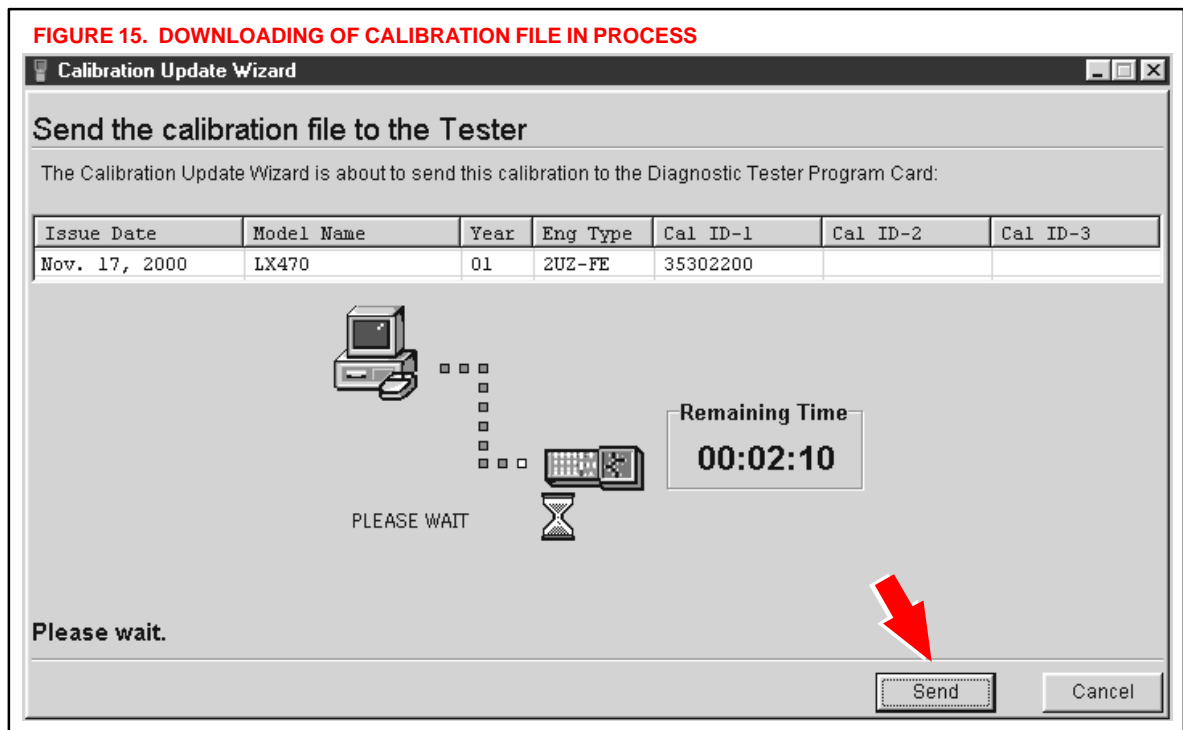 FIGURE 15. DOWNLOADING OF CALIBRATION FILE IN PROCESS
Calibration Update Wizard
Send the calibration file to the Tester
The Calibration Update Wizard is about to send this calibration to the Diagnostic Tester Program Card:
Issue Date Model Name Year Eng Type Cal ID-1 Cal ID-2 Cal ID-3
Nov. 17, 2000 LX470 01 2UZ-FE 35302200
Remaining Time
00:02:10
PLEASE WAIT
Please wait.
Send Cancel